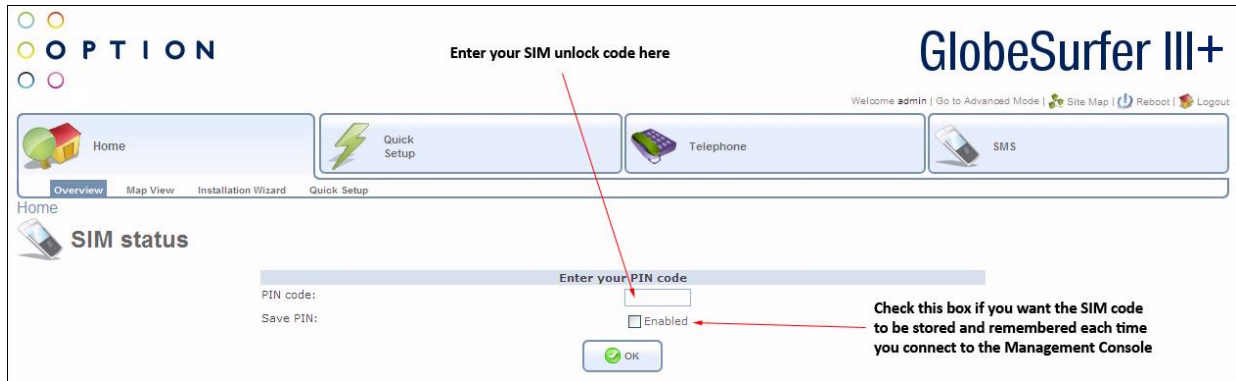 OPTION
Enter your SIM unlock code here
GlobeSurfer III+
Welcome admin | Go to Advanced Mode | Site Map | Reboot | Logout
Home
Quick
Setup
Telephone
SMS
Overview Map View Installation Wizard Quick Setup
Home
SIM status
Enter your PIN code
PIN code:
Save PIN:
Enabled
Check this box if you want the SIM code
to be stored and remembered each time
you connect to the Management Console
OK